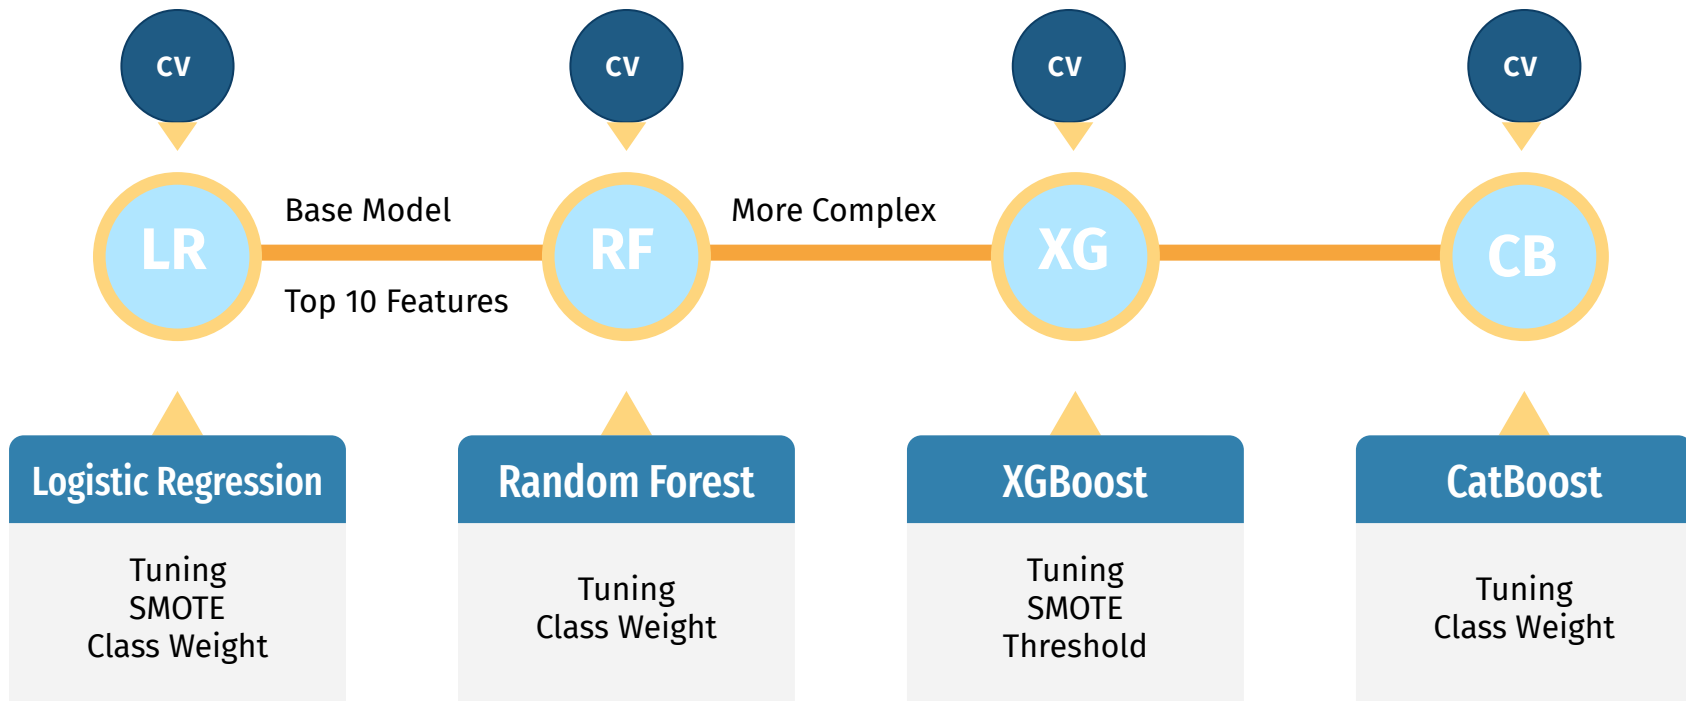 CV
CV
CV
CV
LR
Base Model
Top 10 Features
RF
More Complex
XG
CB
Logistic Regression
Tuning
SMOTE
Class Weight
Random Forest
Tuning
Class Weight
XGBoost
Tuning
SMOTE
Threshold
CatBoost
Tuning
Class Weight